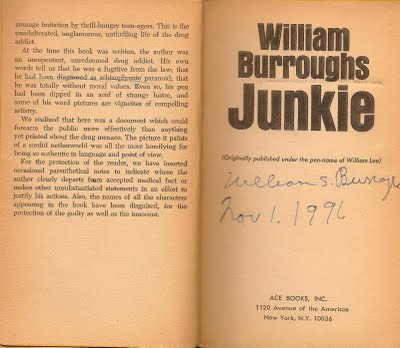 courage imitation by thrill-hungry teen-agers. This is the
unadulterated, unglamorous, unthrilling life of the drug
addict.
At the time this book was written, the author was
an unrepentant, unredeemed drug addict. His own
words tell us that he was a fugitive from the law; that
he had been diagnosed as schizophrenic paranoid; that
he was totally without moral values. Even so, his pen
had been dipped in an acid of strange lustre, and
some of his word pictures are vignettes of compelling
artistry.
We realized that here was a document which could
forearm the public more effectively than anything
yet printed about the drug menace. The picture it paints
of a sordid netherworld was all the more horrifying for
being so authentic in language and point of view.
For the protection of the reader, we have inserted
occasional parenthetical notes to indicate where the
author clearly departs from accepted medical fact or
makes other unsubstantiated statements in an effort to
justify his actions. Also, the names of all the characters
appearing in the book have been disguised, for the
protection of the guilty as well as the innocent.
William
Burroughs
Junkie
(Originally published under the pen-name of William Lee)
William S. Burroughs
Nov 1, 1996
ACE BOOKS, INC.
1120 Avenue of the Americas
New York, N.Y. 10036